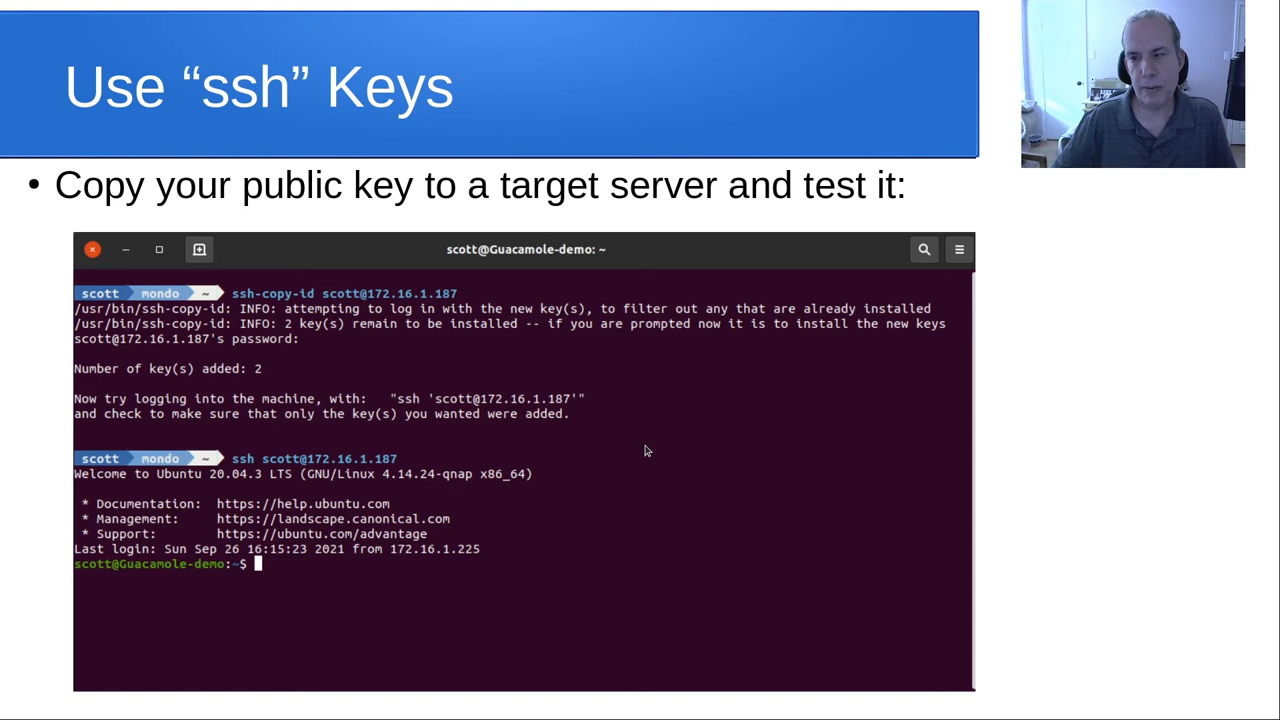 Use “ssh” Keys
• Copy your public key to a target server and test it:
scott@Guacamole-demo: ~
scott mondo ~ ssh-copy-id scott@172.16.1.187
/usr/bin/ssh-copy-id: INFO: attempting to log in with the new key(s), to filter out any that are already installed
/usr/bin/ssh-copy-id: INFO: 2 key(s) remain to be installed -- if you are prompted now it is to install the new keys
scott@172.16.1.187's password:
Number of key(s) added: 2
Now try logging into the machine, with:   "ssh 'scott@172.16.1.187'"
and check to make sure that only the key(s) you wanted were added.
scott mondo ~ ssh scott@172.16.1.187
Welcome to Ubuntu 20.04.3 LTS (GNU/Linux 4.14.24-qnap x86_64)
* Documentation:  https://help.ubuntu.com
* Management:     https://landscape.canonical.com
* Support:        https://ubuntu.com/advantage
Last login: Sun Sep 26 16:15:23 2021 from 172.16.1.225
scott@Guacamole-demo:~$